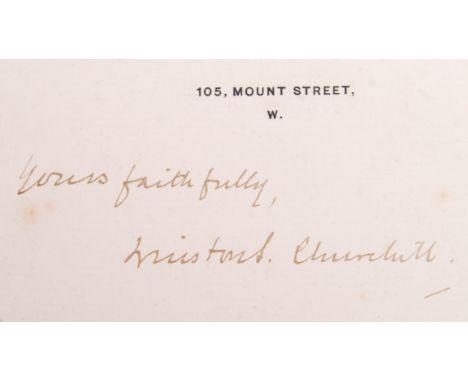 105, MOUNT STREET,
W.
Yours faithfully,
Winston S. Churchill.